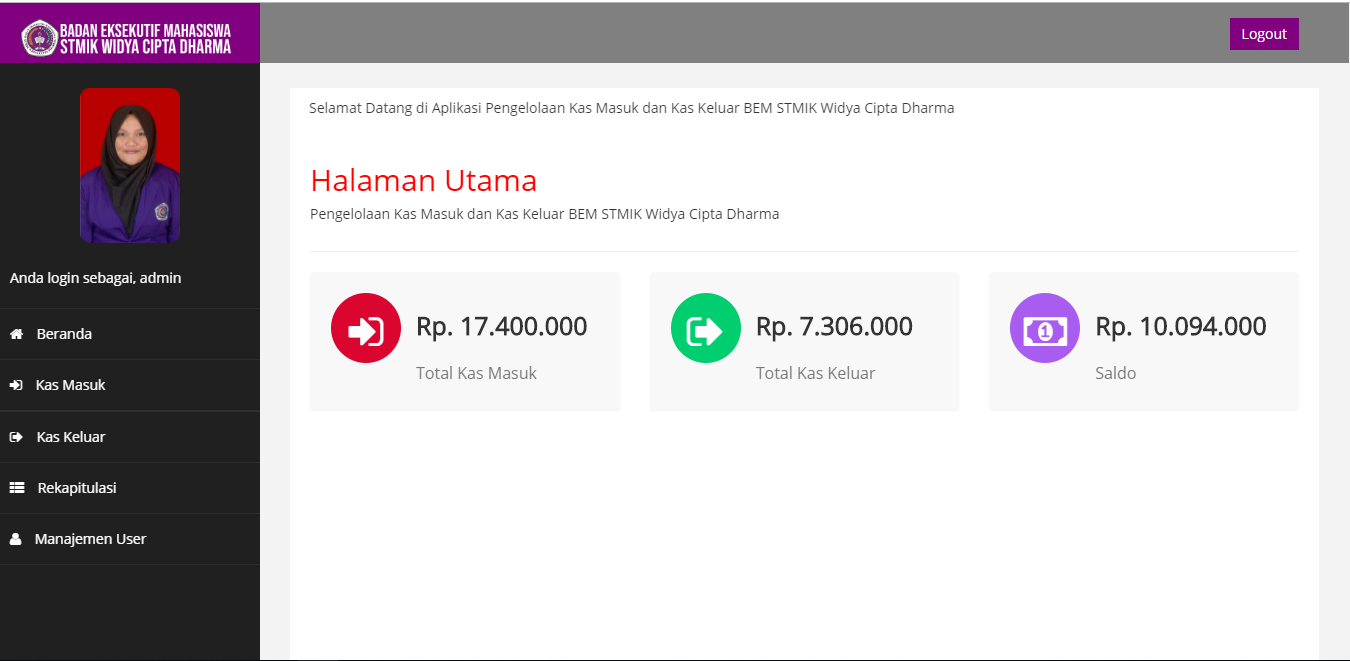 BADAN EKSEKUTIF MAHASISWA
STMIK WIDYA CIPTA DHARMA
Logout
Anda login sebagai, admin
Beranda
Kas Masuk
Kas Keluar
Rekapitulasi
Manajemen User
Selamat Datang di Aplikasi Pengelolaan Kas Masuk dan Kas Keluar BEM STMIK Widya Cipta Dharma
Halaman Utama
Pengelolaan Kas Masuk dan Kas Keluar BEM STMIK Widya Cipta Dharma
Rp. 17.400.000
Total Kas Masuk
Rp. 7.306.000
Total Kas Keluar
1
Rp. 10.094.000
Saldo